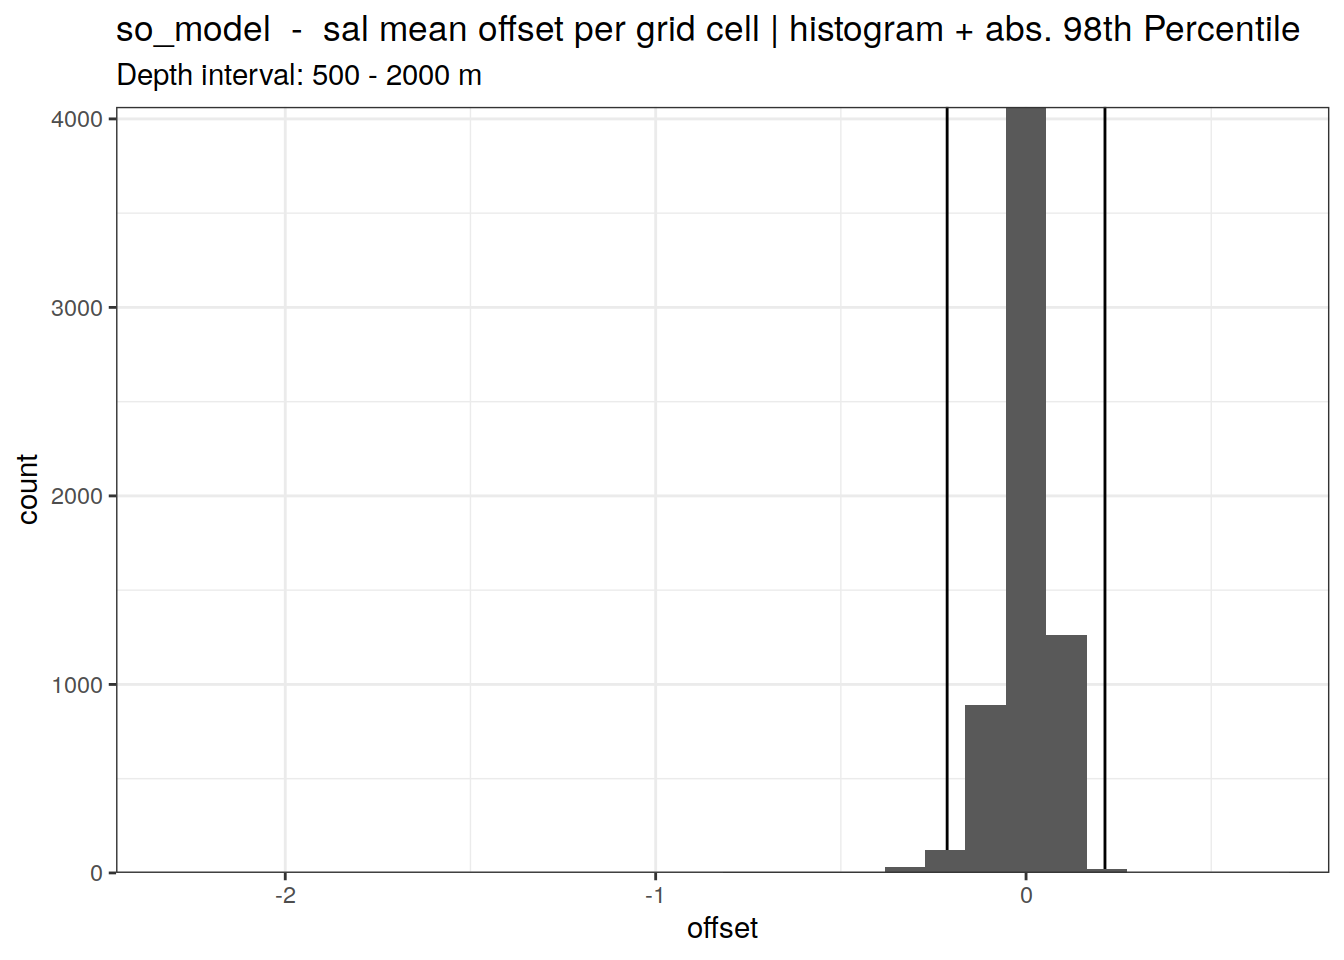 so_model  -  sal mean offset per grid cell | histogram + abs. 98th Percentile
Depth interval: 500 - 2000 m
4000
3000
2000
1000
0
count
-2
-1
0
offset